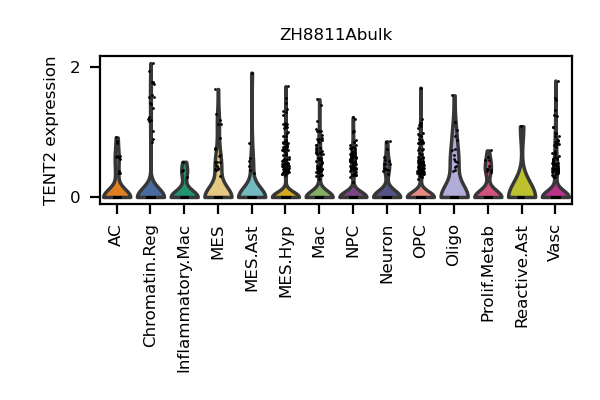 ZH8811Abulk
TENT2 expression
2
0
AC
Chromatin.Reg
Inflammatory.Mac
MES
MES.Ast
MES.Hyp
Mac
NPC
Neuron
OPC
Oligo
Prolif.Metab
Reactive.Ast
Vasc